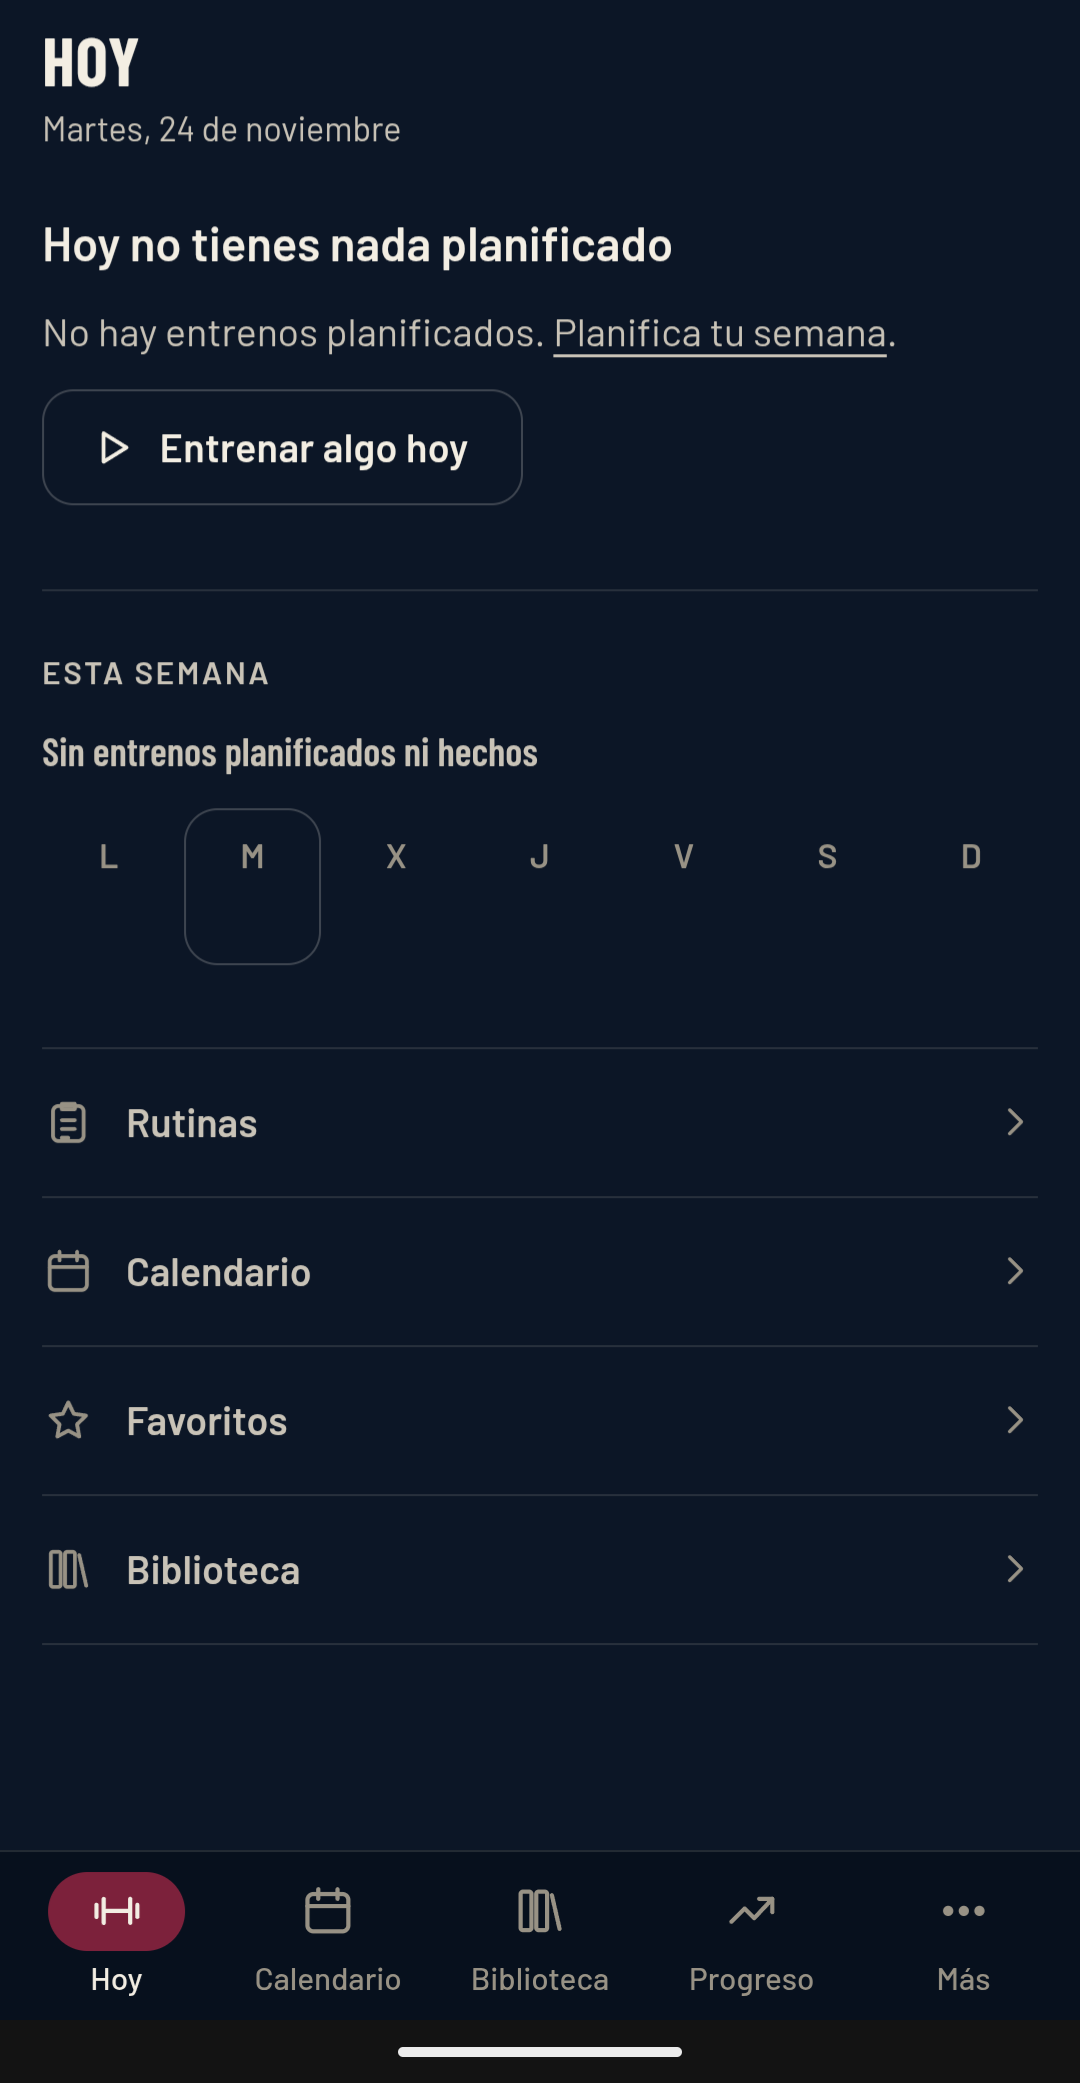 HOY
Martes, 24 de noviembre
Hoy no tienes nada planificado
No hay entrenos planificados. Planifica tu semana.
Entrenar algo hoy
ESTA SEMANA
Sin entrenos planificados ni hechos
L M X J V S D
Rutinas
Calendario
Favoritos
Biblioteca
Hoy Calendario Biblioteca Progreso Más